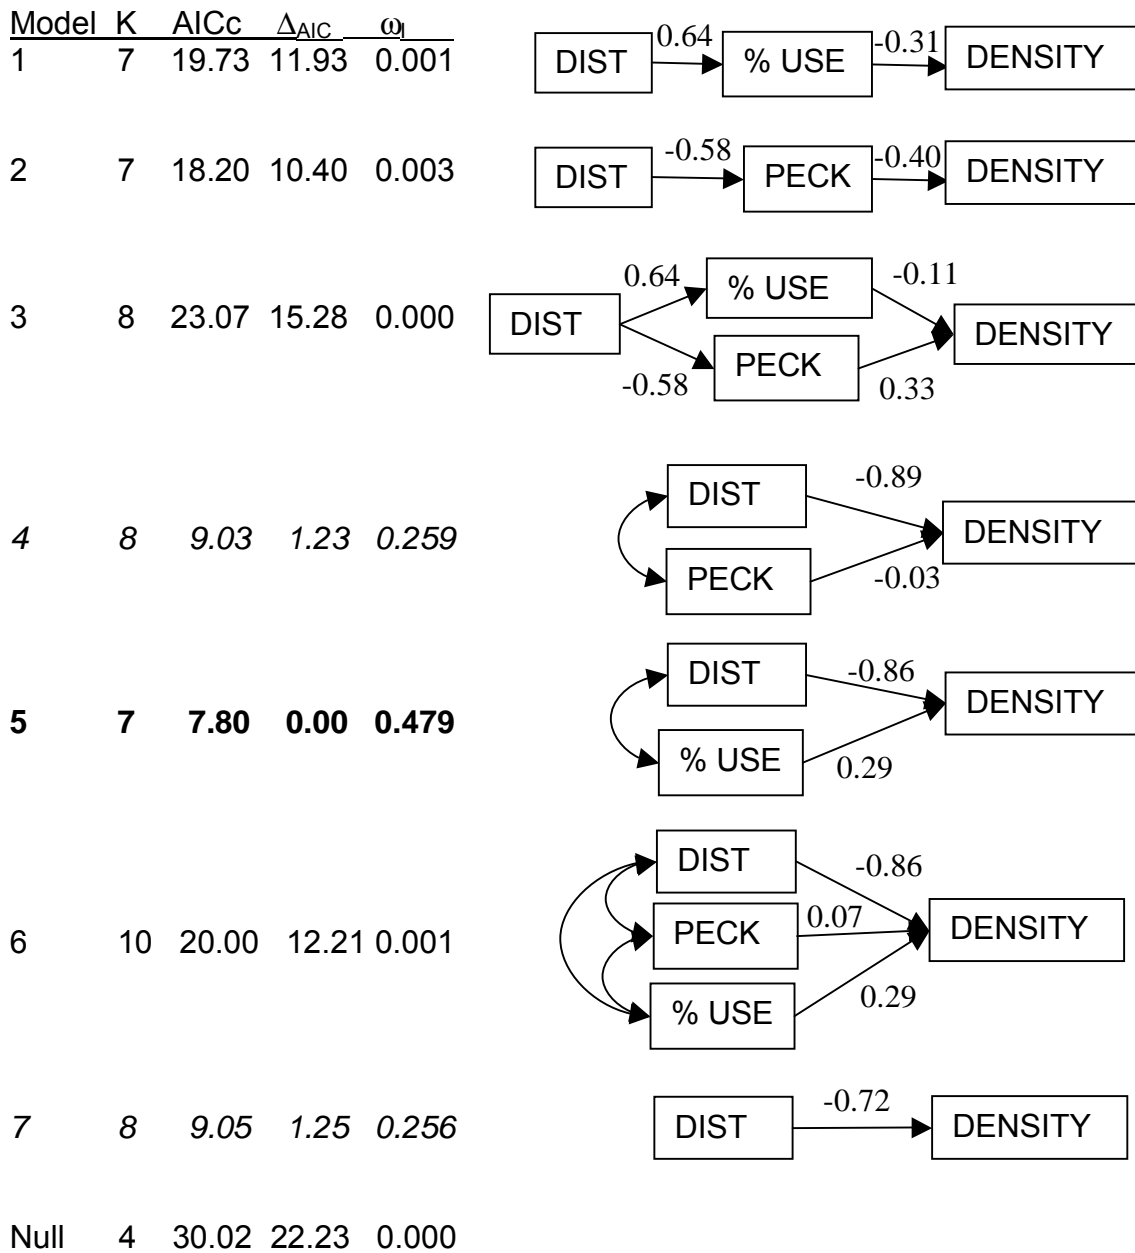 Model K AICc ΔAIC ωI
1 7 19.73 11.93 0.001
DIST 0.64 % USE -0.31 DENSITY
2 7 18.20 10.40 0.003
DIST -0.58 PECK -0.40 DENSITY
3 8 23.07 15.28 0.000
DIST 0.64 % USE -0.11 DENSITY
-0.58 PECK 0.33
4 8 9.03 1.23 0.259
DIST -0.89 DENSITY
PECK -0.03
5 7 7.80 0.00 0.479
DIST -0.86 DENSITY
% USE 0.29
6 10 20.00 12.21 0.001
DIST -0.86 DENSITY
PECK 0.07
% USE 0.29
7 8 9.05 1.25 0.256
DIST -0.72 DENSITY
Null 4 30.02 22.23 0.000